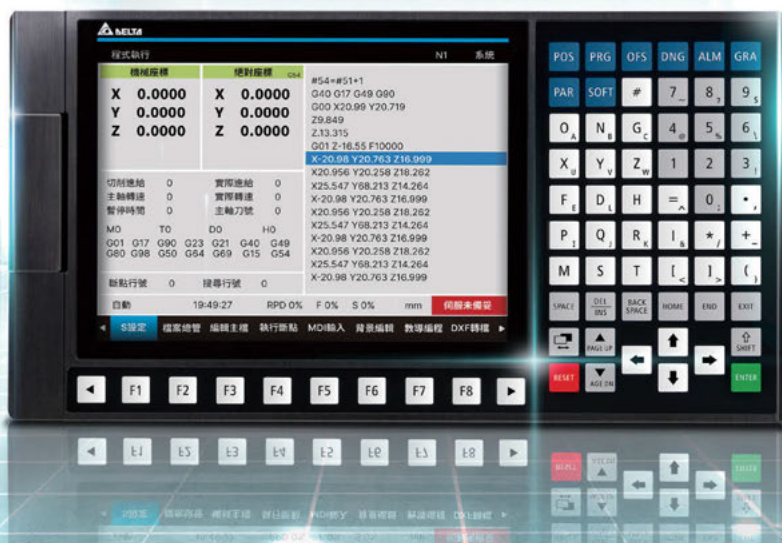 DELTA
程式執行 N1 系統
機械座標 絕對座標 G54
X 0.0000 X 0.0000
Y 0.0000 Y 0.0000
Z 0.0000 Z 0.0000
#54=#51+1
G40 G17 G49 G90
G00 X20.99 Y20.719
Z9.849
Z.13.315
G01 Z-16.55 F10000
X-20.98 Y20.763 Z16.999
X20.956 Y20.258 Z18.262
X25.547 Y68.213 Z14.264
X-20.98 Y20.763 Z16.999
X20.956 Y20.258 Z18.262
X25.547 Y68.213 Z14.264
X-20.98 Y20.763 Z16.999
X20.956 Y20.258 Z18.262
X25.547 Y68.213 Z14.264
X-20.98 Y20.763 Z16.999
切削進給 0 實際進給 0
主軸轉速 0 實際轉速 0
暫停時間 0 主軸刀號 0
M0 T0 D0 H0
G01 G17 G90 G23 G21 G40 G49
G80 G98 G50 G64 G69 G15 G54
斷點行號 0 搜尋行號 0
自動 19:49:27 RPD 0% F 0% S 0% mm 伺服未備妥
S設定 檔案總管 編輯主檔 執行斷點 MDI輸入 背景編輯 教導編程 DXF轉檔
F1 F2 F3 F4 F5 F6 F7 F8
POS PRG OFS DNG ALM GRA
PAR SOFT # 7 _ 8 , 9 $
O A N B G C 4 @ 5 % 6 \
X U Y V Z W 1 2 3 !
F E D L H = ^ 0 ; • ,
P J Q J R K I & * / + -
M S T [ < ] > ( )
SPACE DEL INS BACK SPACE HOME END EXIT
PAGE UP SHIFT
RESET AGE DN ENTER